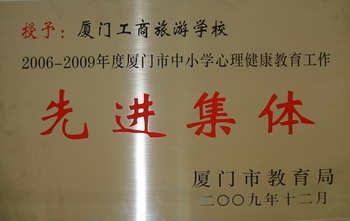 授予：厦门工商旅游学校
2006-2009年度厦门市中小学心理健康教育工作
先进集体
厦门市教育局
二〇〇九年十二月